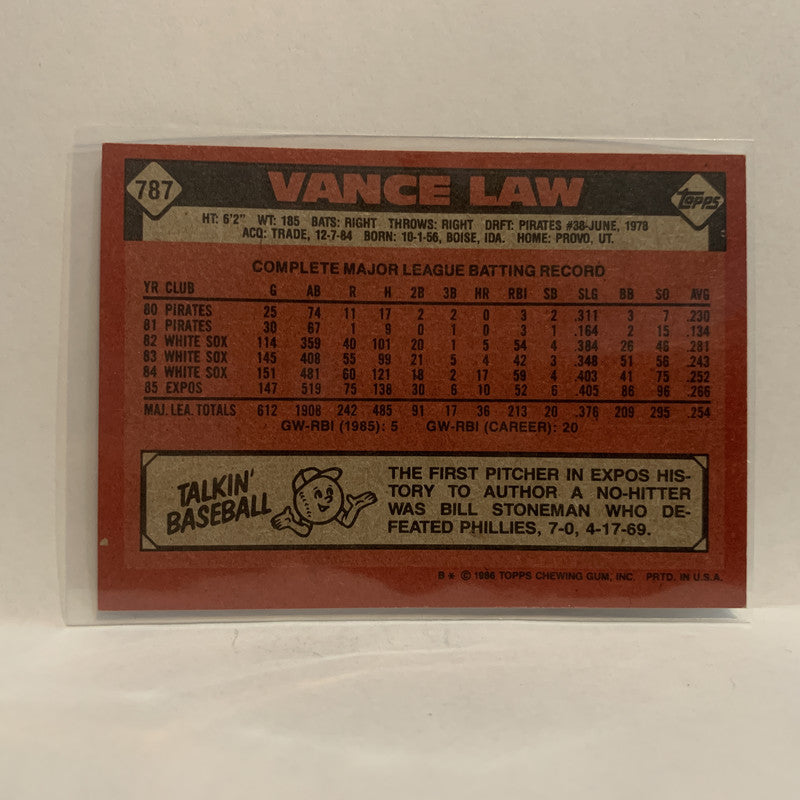 787
VANCE LAW
TOPPS
HT: 6'2" WT: 185 BATS: RIGHT THROWS: RIGHT DRFT: PIRATES #38-JUNE, 1978
ACQ: TRADE, 12-7-84 BORN: 10-1-56, BOISE, IDA. HOME: PROVO, UT.
COMPLETE MAJOR LEAGUE BATTING RECORD
YR CLUB G AB R H 2B 3B HR RBI SB SLG BB SO AVG
80 PIRATES 25 74 11 17 2 2 0 3 2 .311 3 7 .230
81 PIRATES 30 67 1 9 0 1 0 3 1 .164 2 15 .134
82 WHITE SOX 114 359 40 101 20 1 5 54 4 .384 26 46 .281
83 WHITE SOX 145 408 55 99 21 5 4 42 3 .348 51 56 .243
84 WHITE SOX 151 481 60 121 18 2 17 59 4 .403 41 75 .252
85 EXPOS 147 519 75 138 30 6 10 52 6 .405 86 96 .266
MAJ. LEA. TOTALS 612 1908 242 485 91 17 36 213 20 .376 209 295 .254
GW-RBI (1985): 5 GW-RBI (CAREER): 20
TALKIN'
BASEBALL
THE FIRST PITCHER IN EXPOS HIS-
TORY TO AUTHOR A NO-HITTER
WAS BILL STONEMAN WHO DE-
FEATED PHILLIES, 7-0, 4-17-69.
B * © 1986 TOPPS CHEWING GUM, INC. PRTD. IN U.S.A.